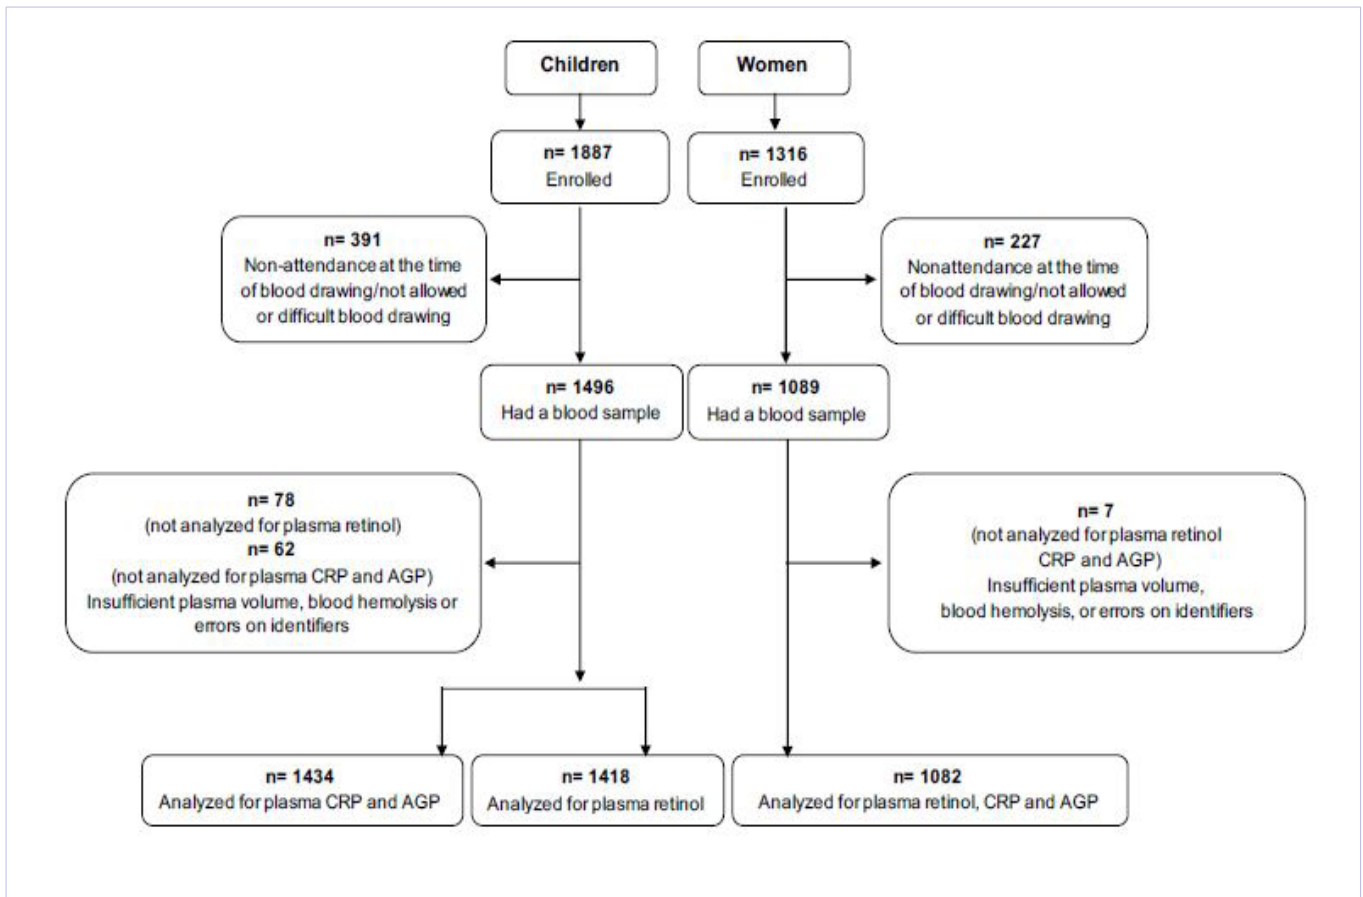 Children
Women
n= 1887
Enrolled
n= 1316
Enrolled
n= 391
Non-attendance at the time
of blood drawing/not allowed
or difficult blood drawing
n= 227
Nonattendance at the time
of blood drawing/not allowed
or difficult blood drawing
n= 1496
Had a blood sample
n= 1089
Had a blood sample
n= 78
(not analyzed for plasma retinol)
n= 62
(not analyzed for plasma CRP and AGP)
Insufficient plasma volume, blood hemolysis or
errors on identifiers
n= 7
(not analyzed for plasma retinol
CRP and AGP)
Insufficient plasma volume,
blood hemolysis, or errors on identifiers
n= 1434
Analyzed for plasma CRP and AGP
n= 1418
Analyzed for plasma retinol
n= 1082
Analyzed for plasma retinol, CRP and AGP